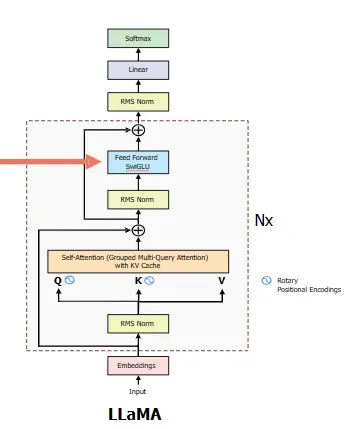 Softmax
Linear
RMS Norm
Feed Forward
SwiGLU
RMS Norm
Nx
Self-Attention (Grouped Multi-Query Attention)
with KV Cache
Q K V
Rotary
Positional Encodings
RMS Norm
Embeddings
Input
LLaMA